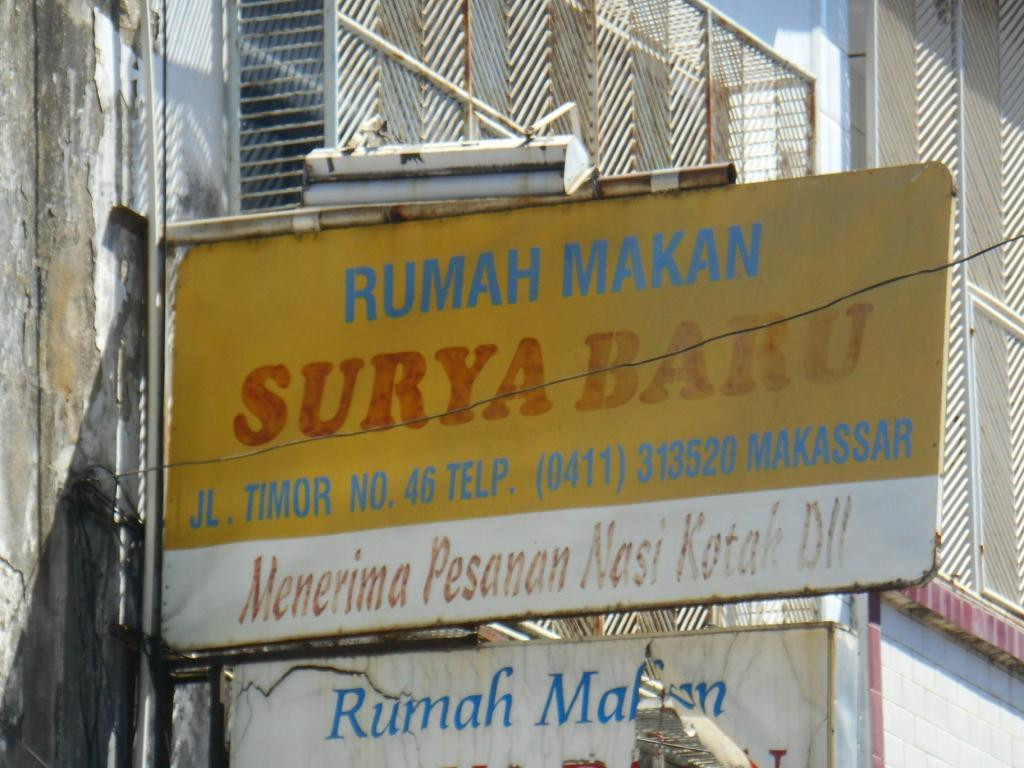 RUMAH MAKAN
SURYA BARU
JL. TIMOR NO. 46 TELP. (0411) 313520 MAKASSAR
Menerima Pesanan Nasi Kotak Dll
Rumah Makan